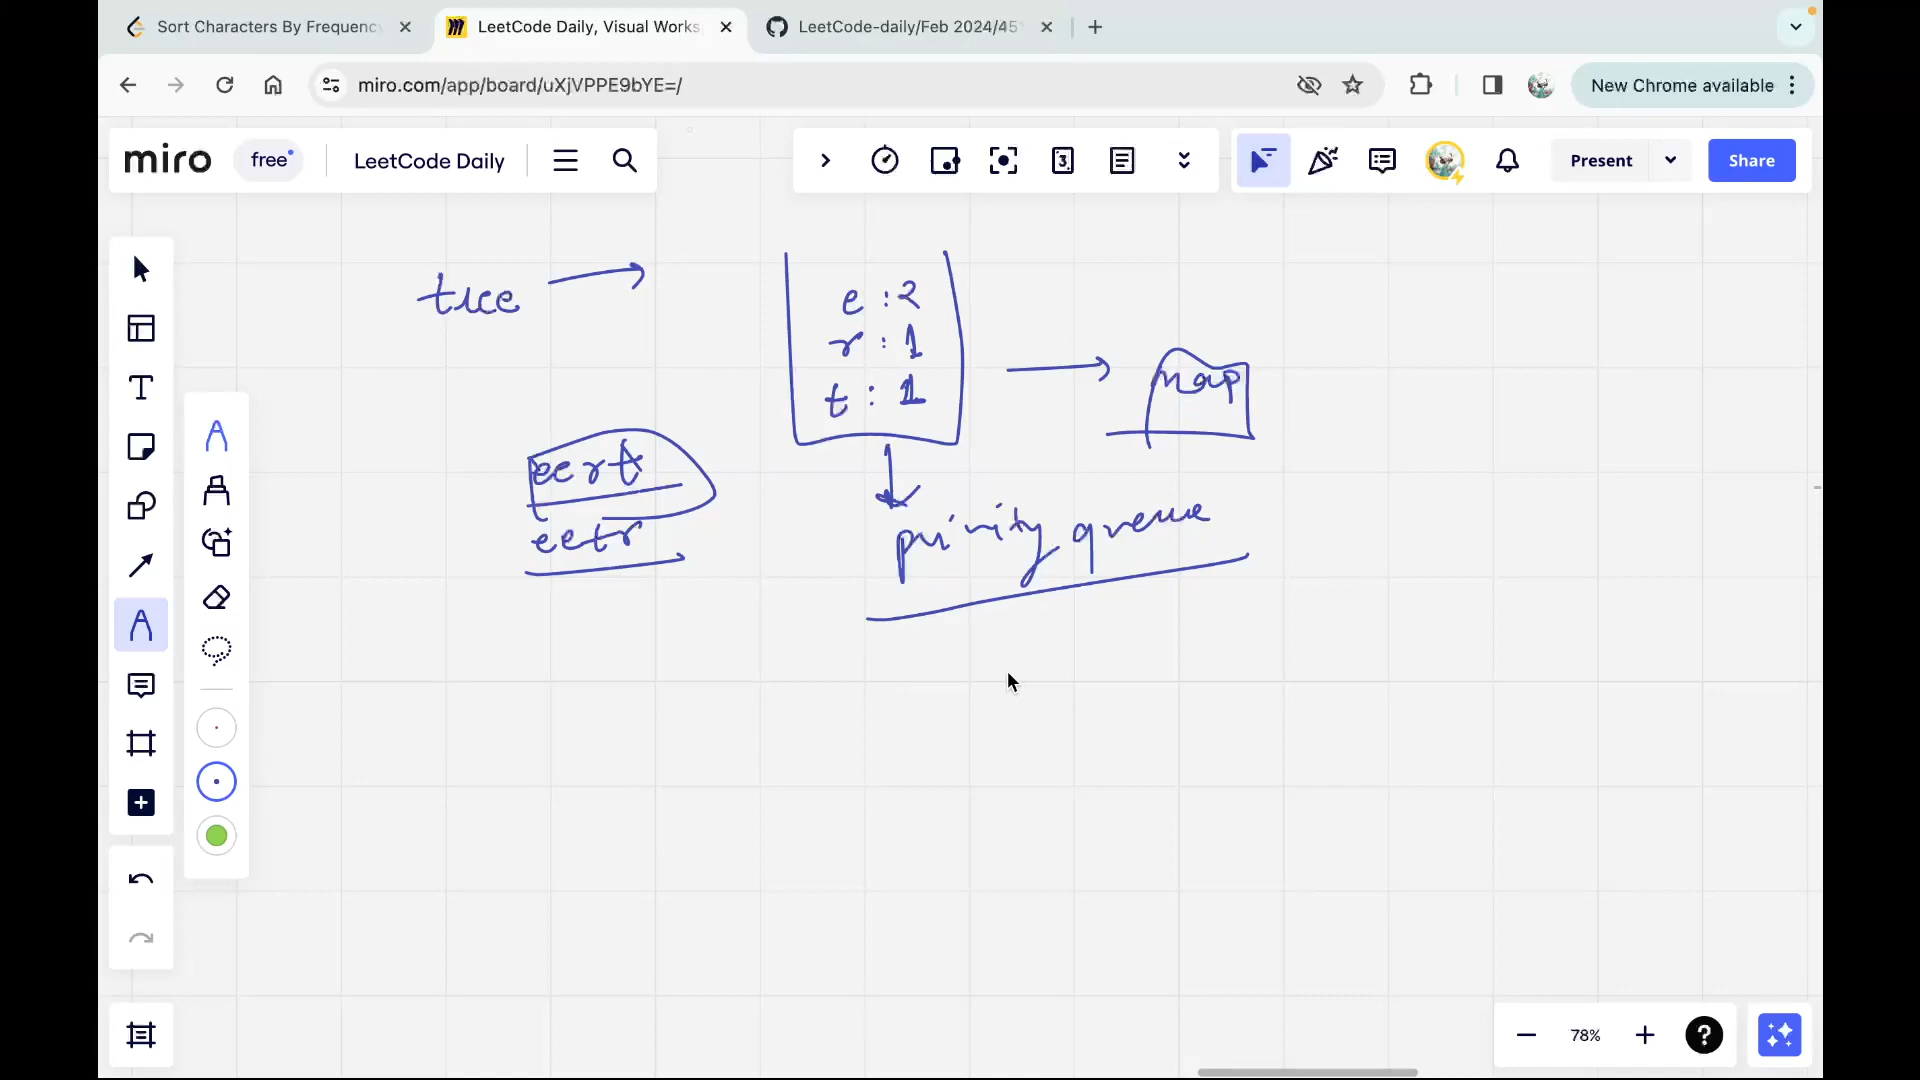 Sort Characters By Frequenc
LeetCode Daily, Visual Works
LeetCode-daily/Feb 2024/45
miro.com/app/board/uXjVPPE9bYE=/
New Chrome available
miro
free
LeetCode Daily
3
Present
Share
tree
e : 2
r : 1
t : 1
map
eert
eetr
priority queue
78%
?